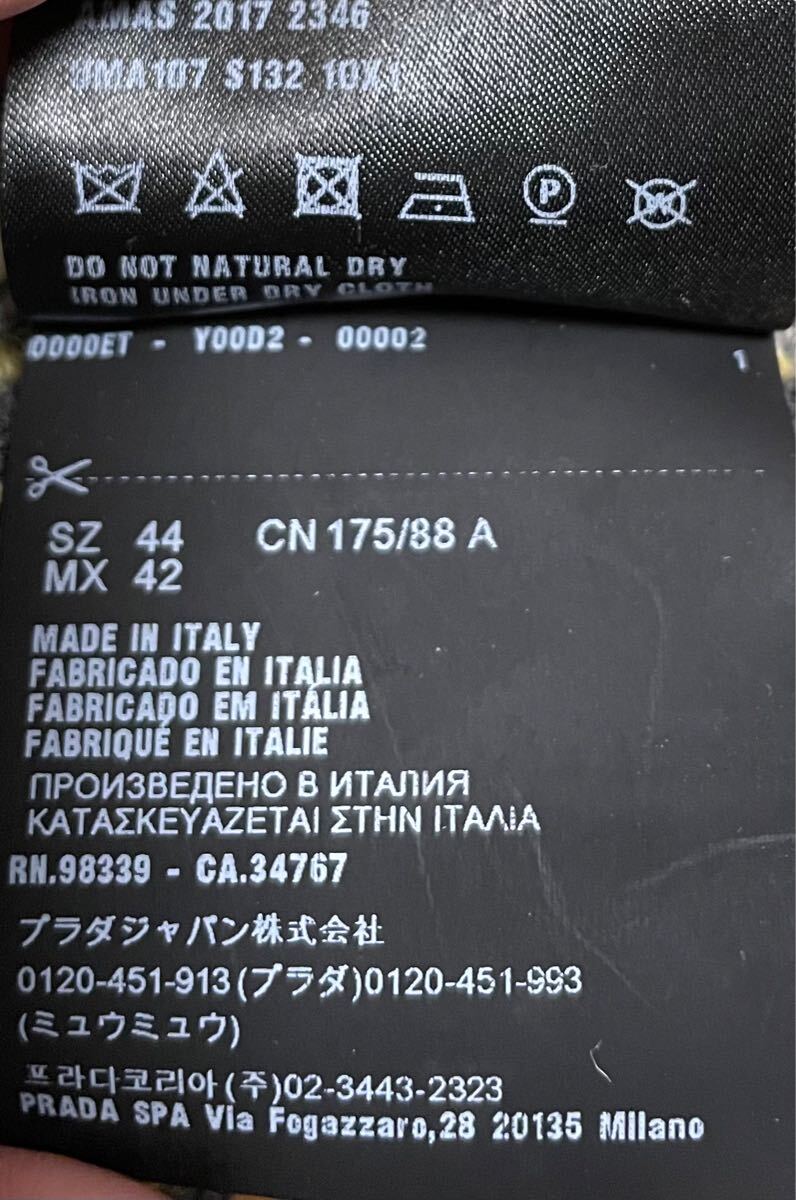 AMAS 2017 2346
UMA107 S132 10X1
P
DO NOT NATURAL DRY
IRON UNDER DRY CLOTH
0000ET - Y00D2 - 00002
1
SZ 44 CN 175/88 A
MX 42
MADE IN ITALY
FABRICADO EN ITALIA
FABRICADO EM ITÁLIA
FABRIQUÉ EN ITALIE
ПРОИЗВЕДЕНО В ИТАЛИЯ
ΚΑΤΑΣΚΕΥΑΖΕΤΑΙ ΣΤΗΝ ΙΤΑΛΙΑ
RN.98339 - CA.34767
プラダジャパン株式会社
0120-451-913(プラダ)0120-451-993
(ミュウミュウ)
프라다코리아(주)02-3443-2323
PRADA SPA Via Fogazzaro,28 20135 Milano